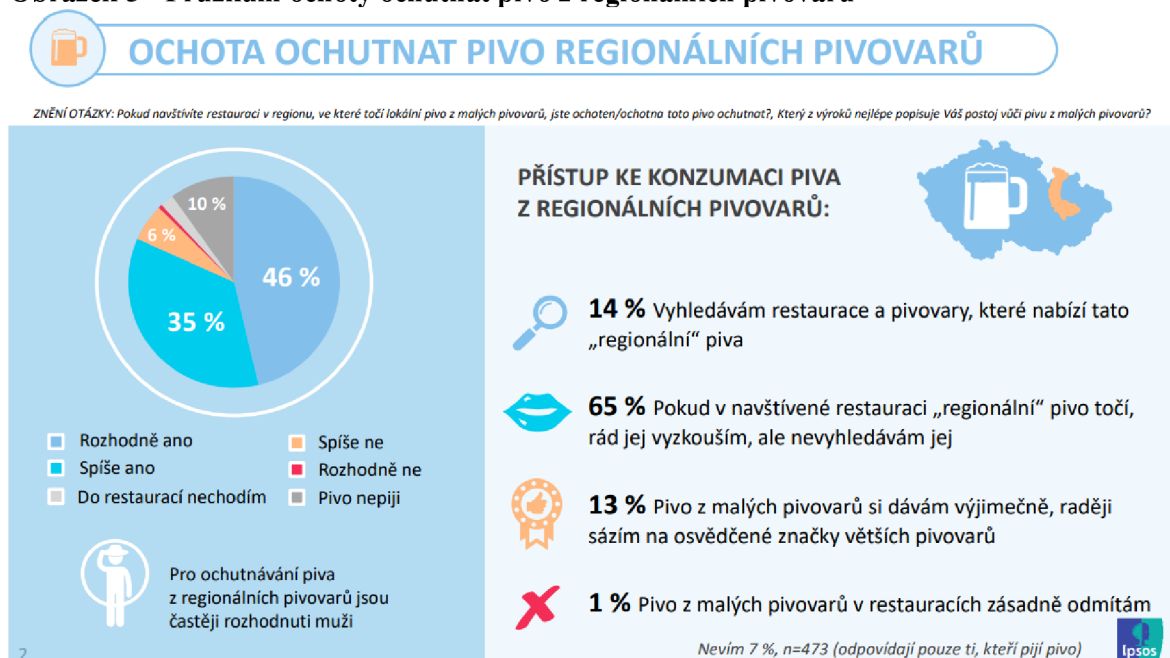 OCHOTA OCHUTNAT PIVO REGIONÁLNÍCH PIVOVARŮ
ZNĚNÍ OTÁZKY: Pokud navštívíte restauraci v regionu, ve které točí lokální pivo z malých pivovarů, jste ochoten/ochotna toto pivo ochutnat?, Který z výroků nejlépe popisuje Váš postoj vůči pivu z malých pivovarů?
10 %
6 %
46 %
35 %
Rozhodně ano
Spíše ano
Do restaurací nechodím
Spíše ne
Rozhodně ne
Pivo nepiji
Pro ochutnávání piva
z regionálních pivovarů jsou
častěji rozhodnuti muži
2
PŘÍSTUP KE KONZUMACI PIVA
Z REGIONÁLNÍCH PIVOVARŮ:
14 % Vyhledávám restaurace a pivovary, které nabízí tato
„regionální“ piva
65 % Pokud v navštívené restauraci „regionální“ pivo točí,
rád jej vyzkouším, ale nevyhledávám jej
13 % Pivo z malých pivovarů si dávám výjimečně, raději
sázím na osvědčené značky větších pivovarů
1 % Pivo z malých pivovarů v restauracích zásadně odmítám
Nevím 7 %, n=473 (odpovídají pouze ti, kteří pijí pivo)
Ipsos